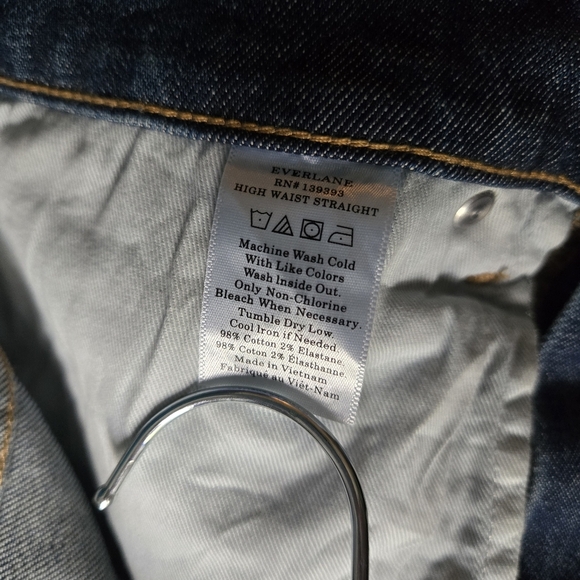 EVERLANE
RN# 139393
HIGH WAIST STRAIGHT
Machine Wash Cold
With Like Colors
Wash Inside Out.
Only Non-Chlorine
Bleach When Necessary.
Tumble Dry Low.
Cool Iron if Needed
98% Cotton 2% Elastane
98% Coton 2% Élasthanne
Made in Vietnam
Fabriqué au Viêt-Nam